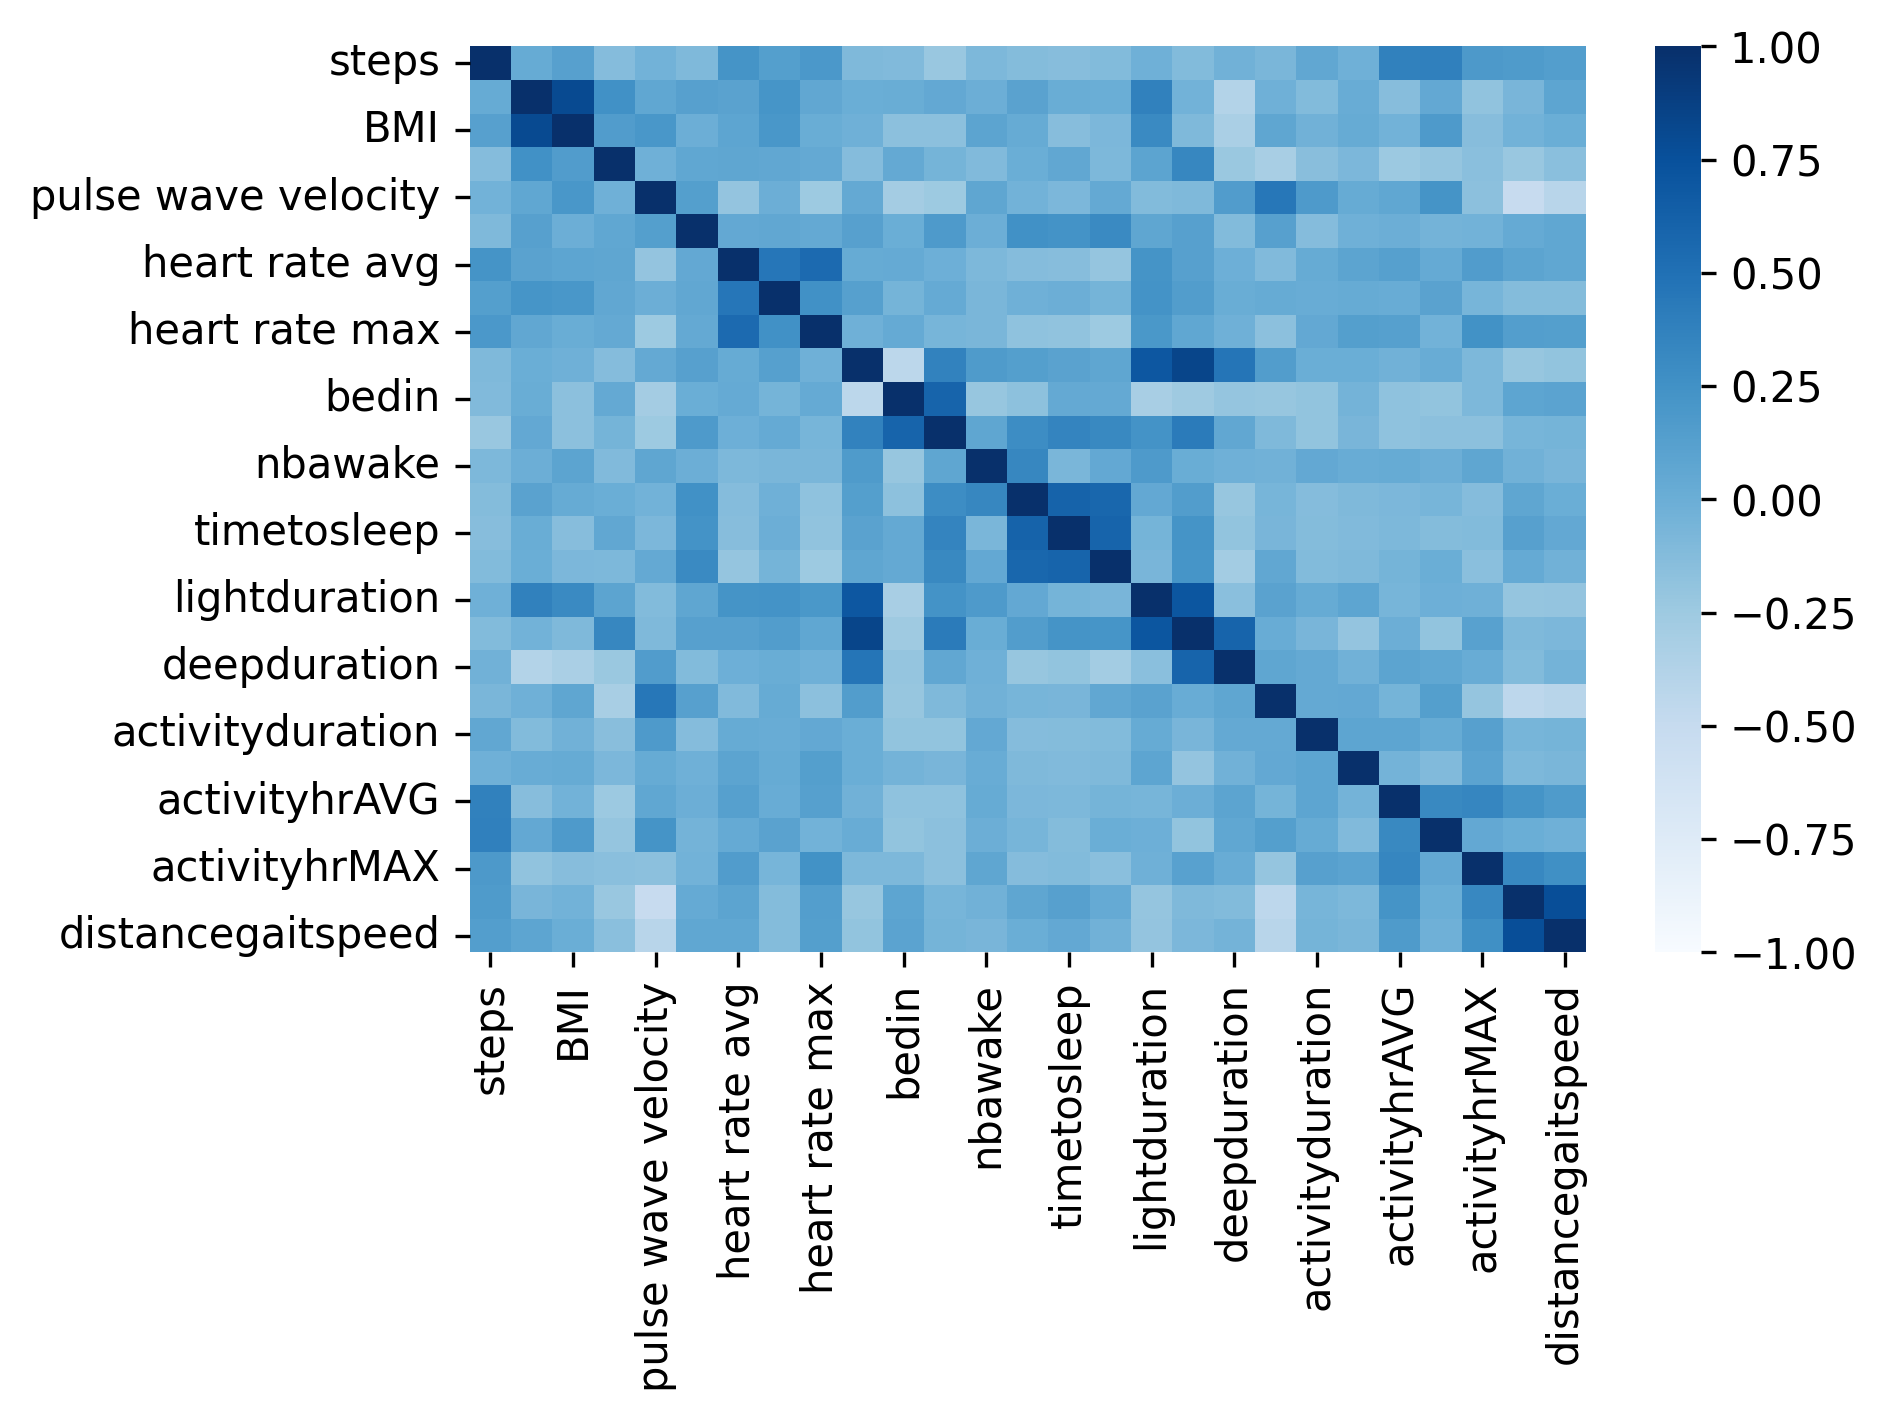 steps
BMI
pulse wave velocity
heart rate avg
heart rate max
bedin
nbawake
timetosleep
lightduration
deepduration
activityduration
activityhrAVG
activityhrMAX
distancegaitspeed
steps
BMI
pulse wave velocity
heart rate avg
heart rate max
bedin
nbawake
timetosleep
lightduration
deepduration
activityduration
activityhrAVG
activityhrMAX
distancegaitspeed
1.00
0.75
0.50
0.25
0.00
−0.25
−0.50
−0.75
−1.00